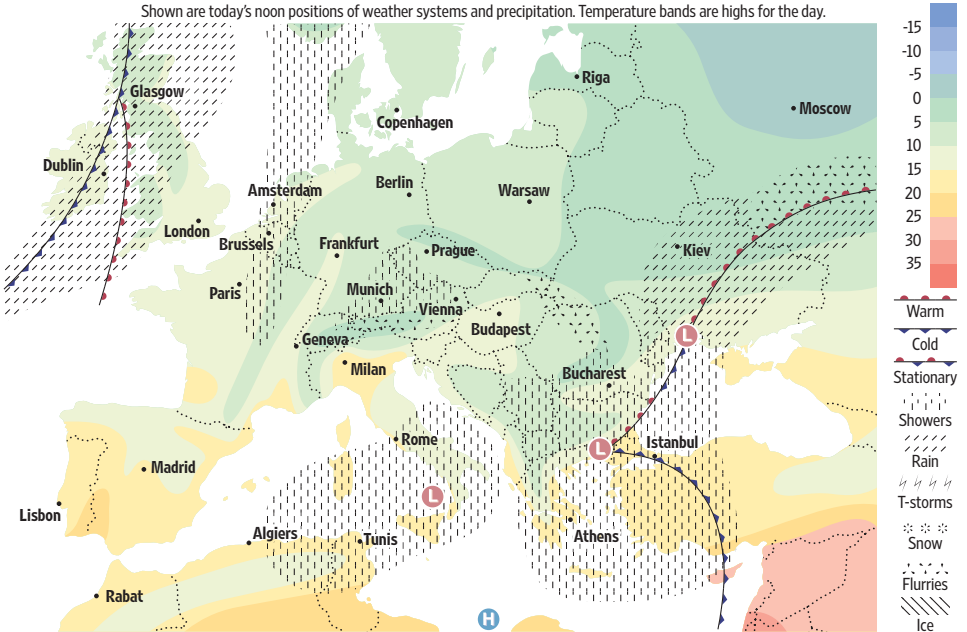 Shown are today's noon positions of weather systems and precipitation. Temperature bands are highs for the day.
-15
-10
-5
0
5
10
15
20
25
30
35
Warm
Cold
Stationary
Showers
Rain
T-storms
Snow
Flurries
Ice
Riga
Glasgow
Moscow
Copenhagen
Dublin
Amsterdam
Berlin
Warsaw
London
Brussels
Frankfurt
Prague
Kiev
Paris
Munich
Vienna
Budapest
L
Geneva
Milan
Bucharest
Rome
L
Istanbul
Madrid
Lisbon
L
Algiers
Tunis
Athens
Rabat
H